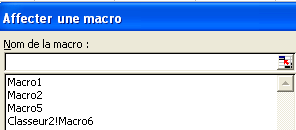 Affecter une macro
Nom de la macro :
Macro1
Macro2
Macro5
Classeur2!Macro6